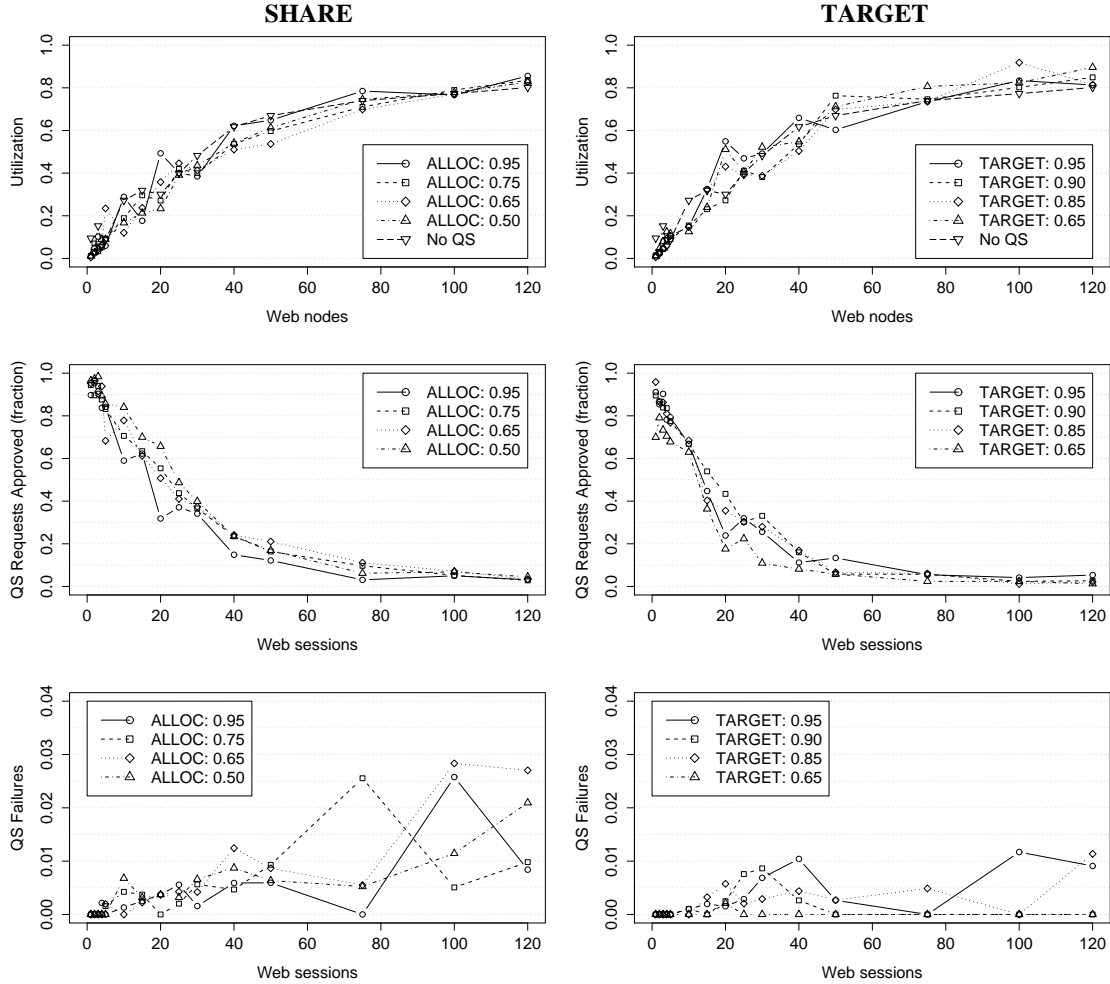 SHARE
TARGET
Utilization
1.0
0.8
0.6
0.4
0.2
0.0
ALLOC: 0.95
ALLOC: 0.75
ALLOC: 0.65
ALLOC: 0.50
No QS
0 20 40 60 80 100 120
Web nodes
Utilization
1.0
0.8
0.6
0.4
0.2
0.0
TARGET: 0.95
TARGET: 0.90
TARGET: 0.85
TARGET: 0.65
No QS
0 20 40 60 80 100 120
Web nodes
QS Requests Approved (fraction)
1.0
0.8
0.6
0.4
0.2
0.0
ALLOC: 0.95
ALLOC: 0.75
ALLOC: 0.65
ALLOC: 0.50
0 20 40 60 80 100 120
Web sessions
QS Requests Approved (fraction)
1.0
0.8
0.6
0.4
0.2
0.0
TARGET: 0.95
TARGET: 0.90
TARGET: 0.85
TARGET: 0.65
0 20 40 60 80 100 120
Web sessions
QS Failures
0.04
0.03
0.02
0.01
0.00
ALLOC: 0.95
ALLOC: 0.75
ALLOC: 0.65
ALLOC: 0.50
0 20 40 60 80 100 120
Web sessions
QS Failures
0.04
0.03
0.02
0.01
0.00
TARGET: 0.95
TARGET: 0.90
TARGET: 0.85
TARGET: 0.65
0 20 40 60 80 100 120
Web sessions